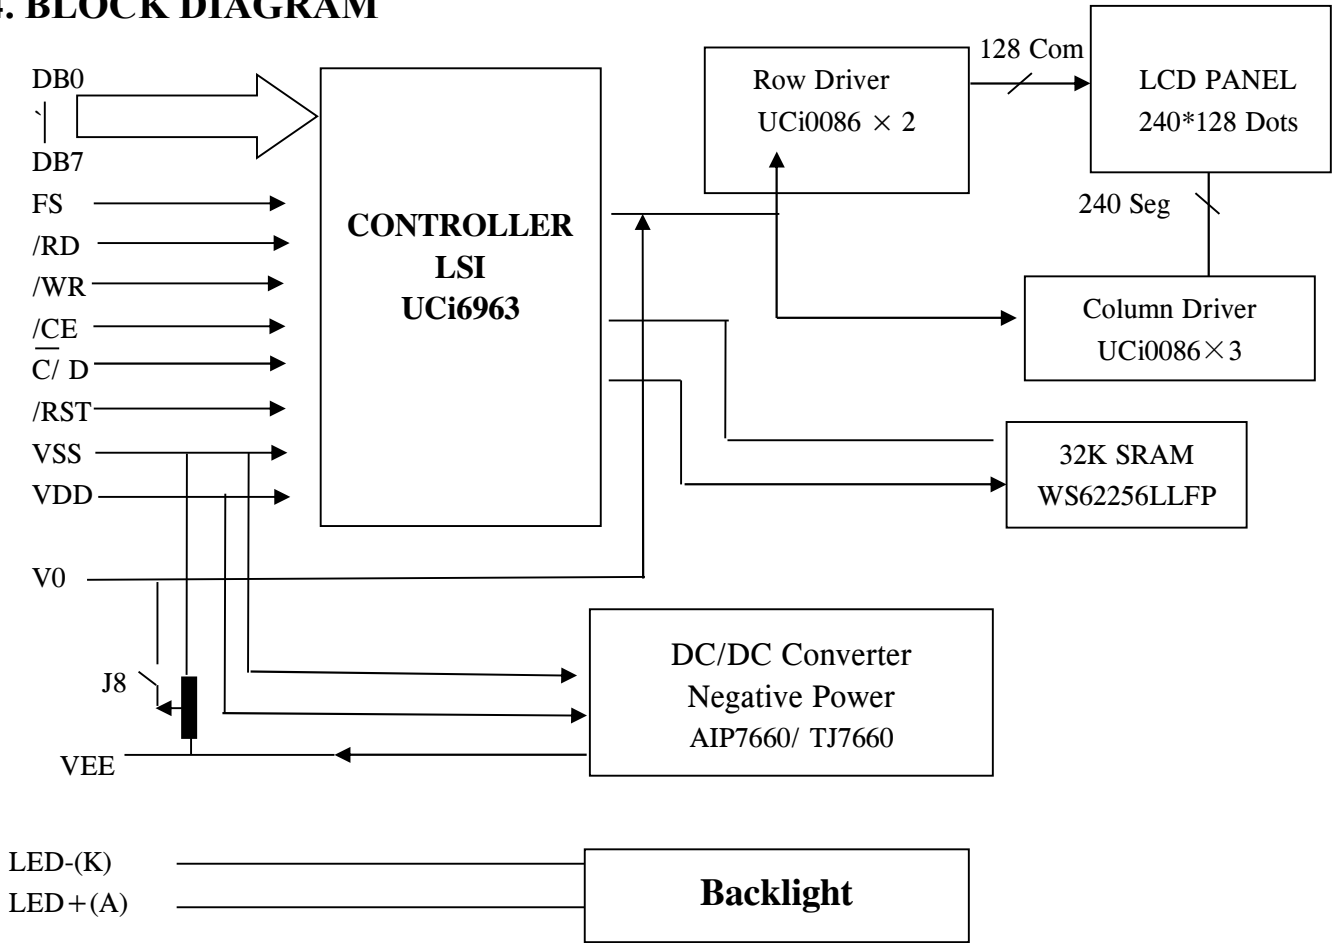 4. BLOCK DIAGRAM
DB0
DB7
FS
/RD
/WR
/CE
C/ D
/RST
VSS
VDD
V0
J8
VEE
CONTROLLER
LSI
UCi6963
Row Driver
UCi0086 × 2
128 Com
LCD PANEL
240*128 Dots
240 Seg
Column Driver
UCi0086×3
32K SRAM
WS62256LLFP
DC/DC Converter
Negative Power
AIP7660/ TJ7660
LED-(K)
LED+(A)
Backlight